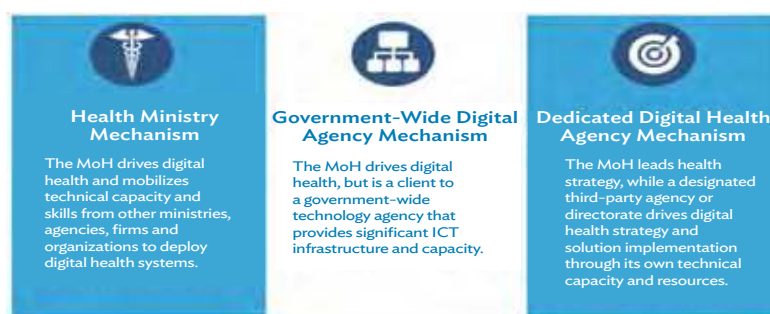 Health Ministry
Mechanism
The MoH drives digital
health and mobilizes
technical capacity and
skills from other ministries,
agencies, firms and
organizations to deploy
digital health systems.
Government-Wide Digital
Agency Mechanism
The MoH drives digital
health, but is a client to
a government-wide
technology agency that
provides significant ICT
infrastructure and capacity.
Dedicated Digital Health
Agency Mechanism
The MoH leads health
strategy, while a designated
third-party agency or
directorate drives digital
health strategy and
solution implementation
through its own technical
capacity and resources.